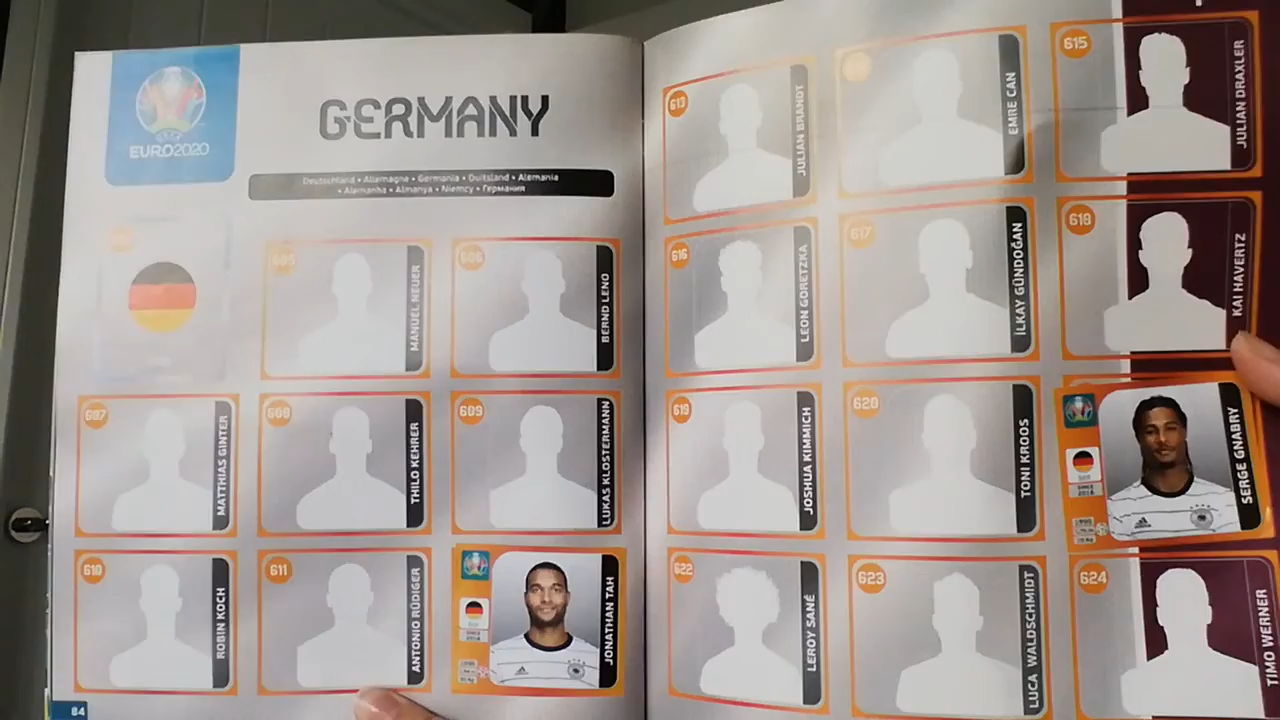 UEFA
EURO2020
GERMANY
Deutschland • Allemagne • Germania • Duitsland • Alemania
• Alemanha • Almanya • Niemcy • Германия
605
MANUEL NEUER
606
BERND LENO
607
MATTHIAS GINTER
608
THILO KEHRER
609
LUKAS KLOSTERMANN
610
ROBIN KOCH
611
ANTONIO RÜDIGER
JONATHAN TAH
84
613
JULIAN BRANDT
EMRE CAN
615
JULIAN DRAXLER
616
LEON GORETZKA
617
İLKAY GÜNDOĞAN
618
KAI HAVERTZ
619
JOSHUA KIMMICH
620
TONI KROOS
SERGE GNABRY
622
LEROY SANÉ
623
LUCA WALDSCHMIDT
624
TIMO WERNER